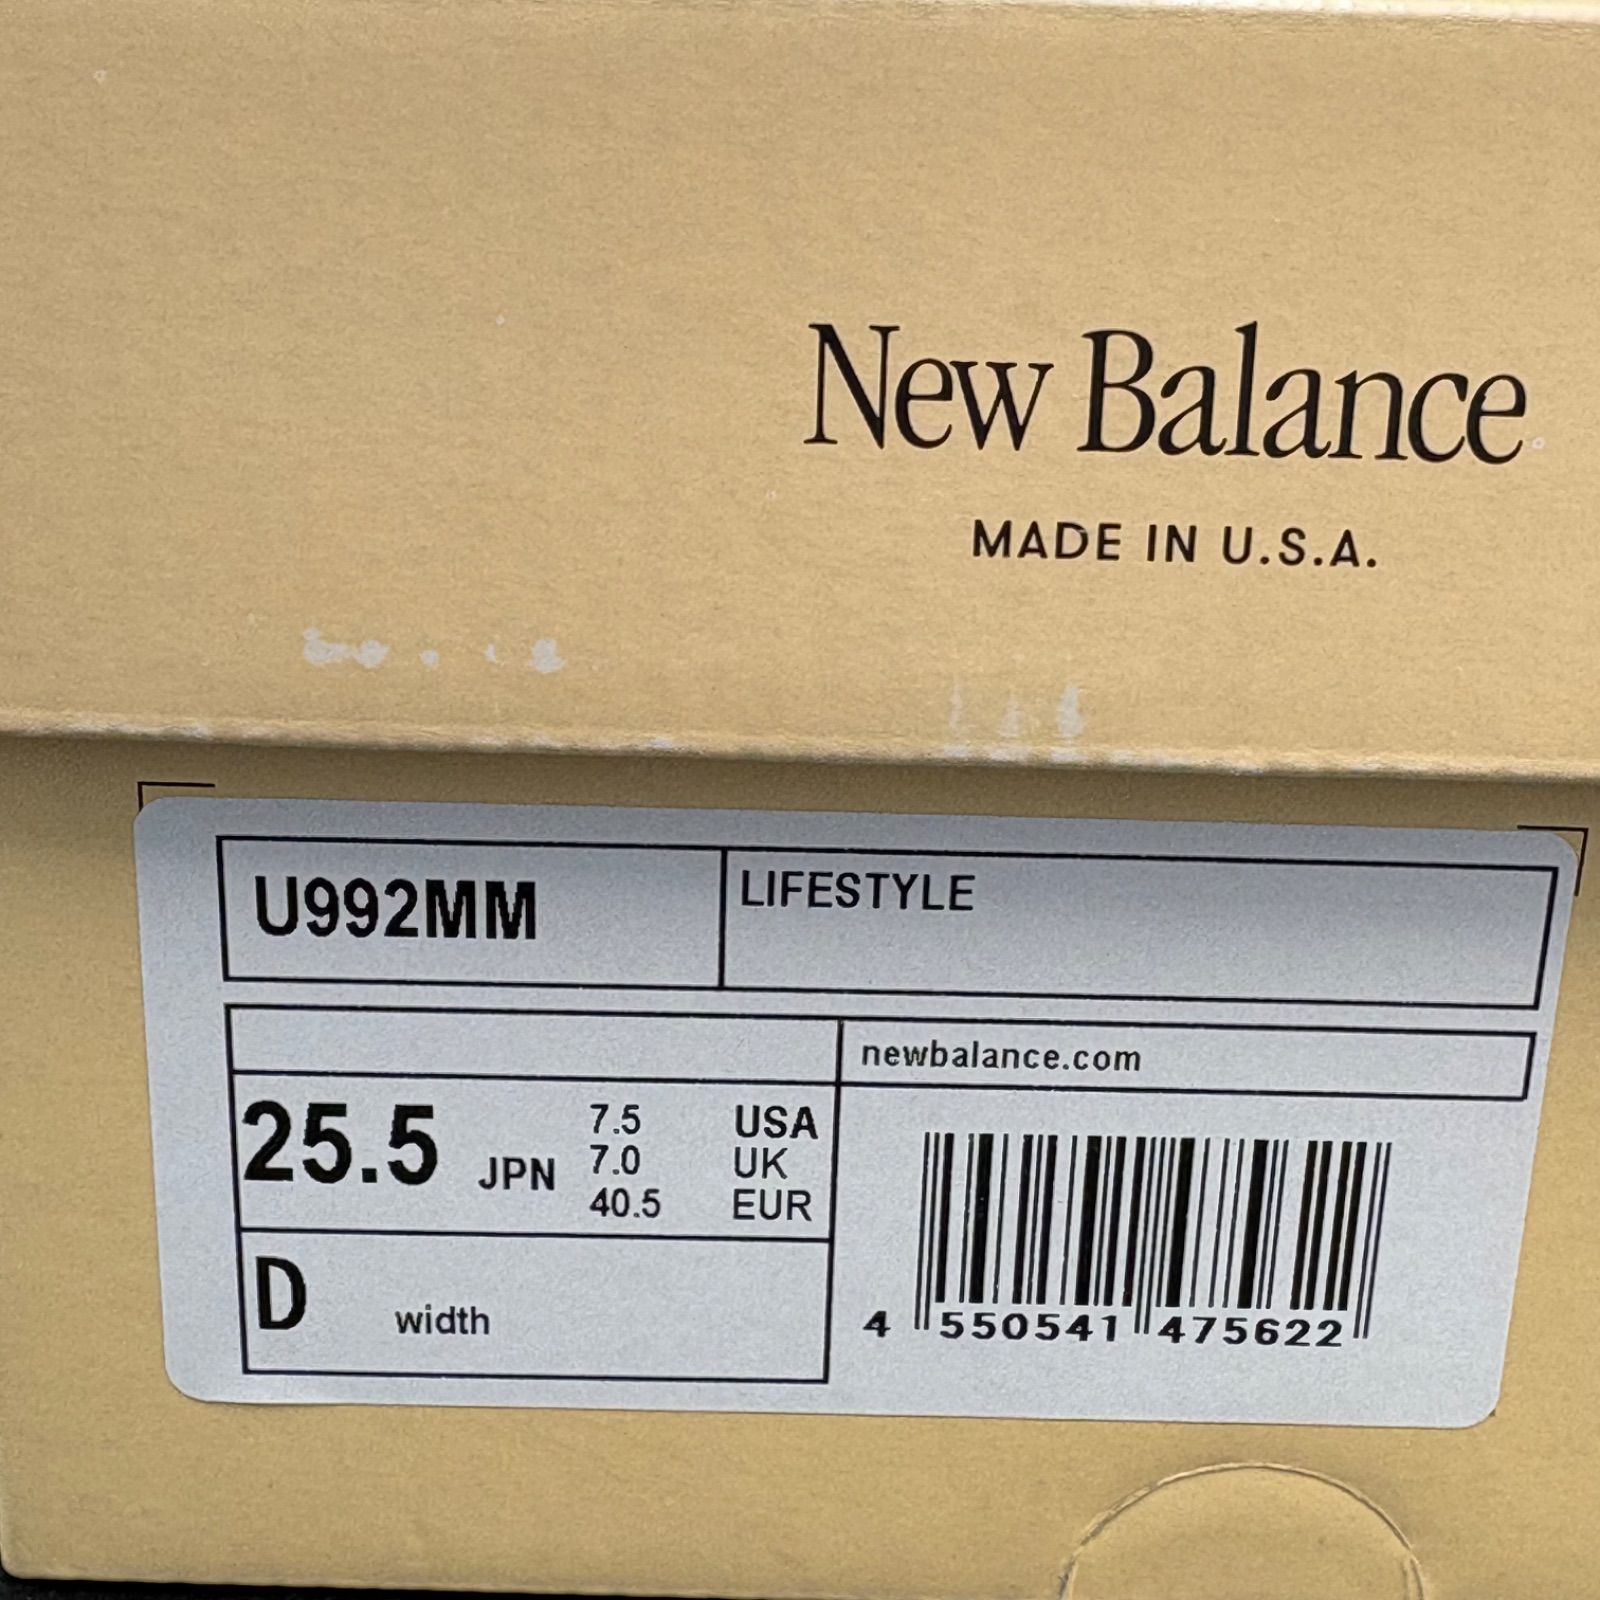 New Balance
MADE IN U.S.A.
U992MM
LIFESTYLE
newbalance.com
25.5 JPN
7.5 USA
7.0 UK
40.5 EUR
D width
4 550541 475622